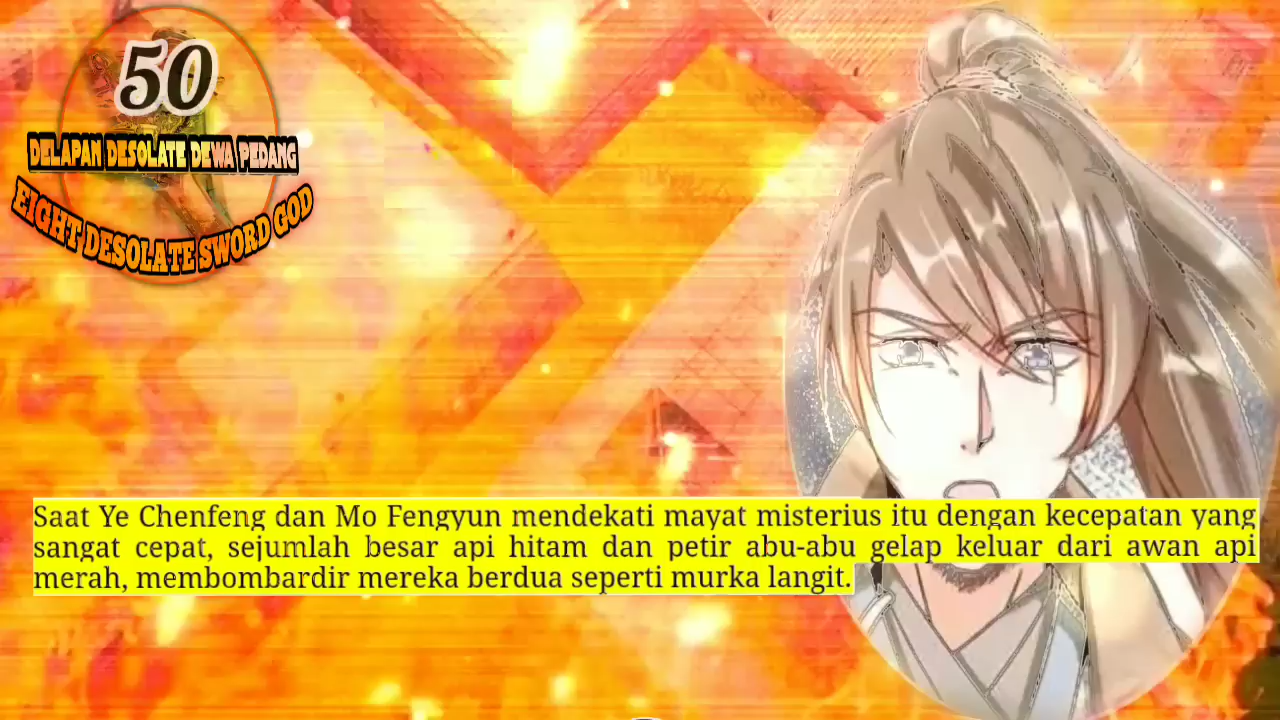 50
DELAPAN DESOLATE DEWA PEDANG
EIGHT DESOLATE SWORD GOD
Saat Ye Chenfeng dan Mo Fengyun mendekati mayat misterius itu dengan kecepatan yang
sangat cepat, sejumlah besar api hitam dan petir abu-abu gelap keluar dari awan api
merah, membombardir mereka berdua seperti murka langit.